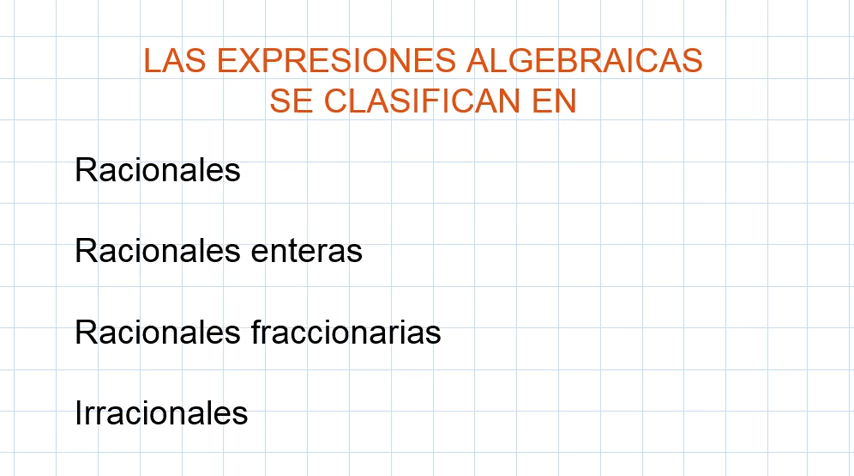 LAS EXPRESIONES ALGEBRAICAS
SE CLASIFICAN EN
Racionales
Racionales enteras
Racionales fraccionarias
Irracionales